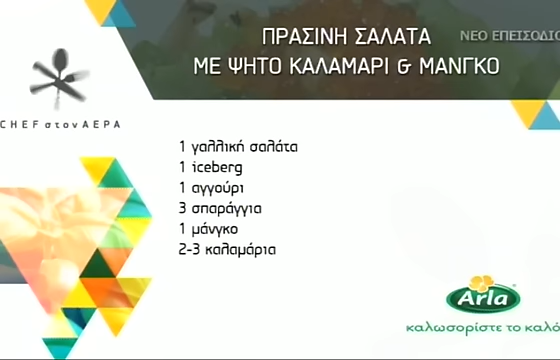 ΠΡΑΣΙΝΗ ΣΑΛΑΤΑ
ΜΕ ΨΗΤΟ ΚΑΛΑΜΑΡΙ & ΜΑΝΓΚΟ
ΝΕΟ ΕΠΕΙΣΟΔΙΟ
CHEF στον ΑΕΡΑ
1 γαλλική σαλάτα
1 iceberg
1 αγγούρι
3 σπαράγγια
1 μάνγκο
2-3 καλαμάρια
Arla
καλωσορίστε το καλό